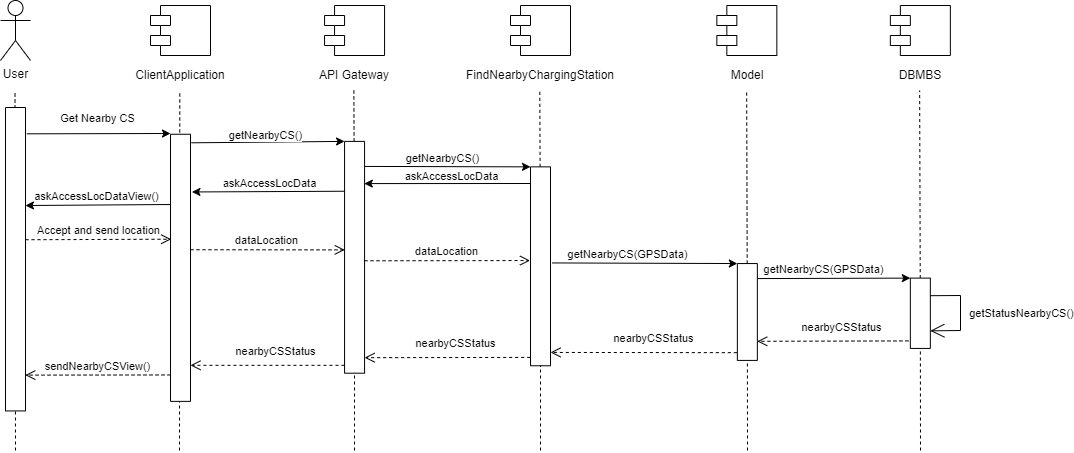 User
ClientApplication
API Gateway
FindNearbyChargingStation
Model
DBMBS
Get Nearby CS
getNearbyCS()
getNearbyCS()
askAccessLocData
askAccessLocData
askAccessLocDataView()
Accept and send location
dataLocation
dataLocation
getNearbyCS(GPSData)
getNearbyCS(GPSData)
getStatusNearbyCS()
nearbyCSStatus
nearbyCSStatus
nearbyCSStatus
nearbyCSStatus
sendNearbyCSView()